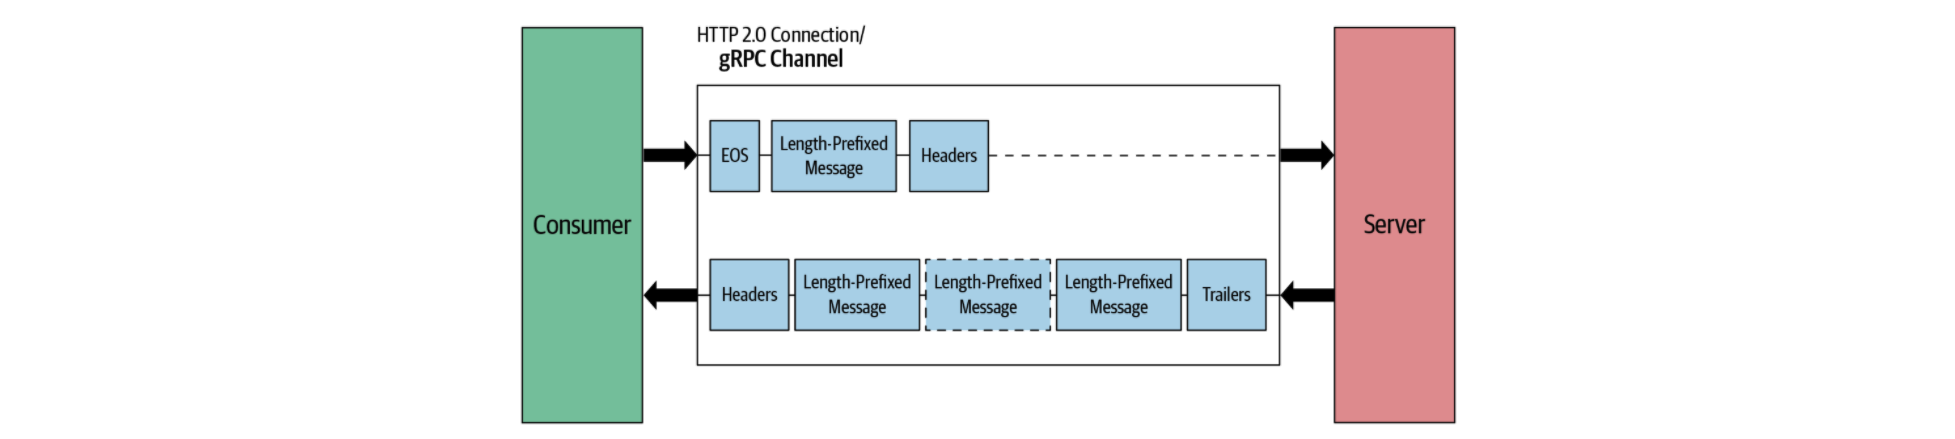 HTTP 2.0 Connection/
gRPC Channel
Consumer
EOS
Length-Prefixed
Message
Headers
Server
Headers
Length-Prefixed
Message
Length-Prefixed
Message
Length-Prefixed
Message
Trailers